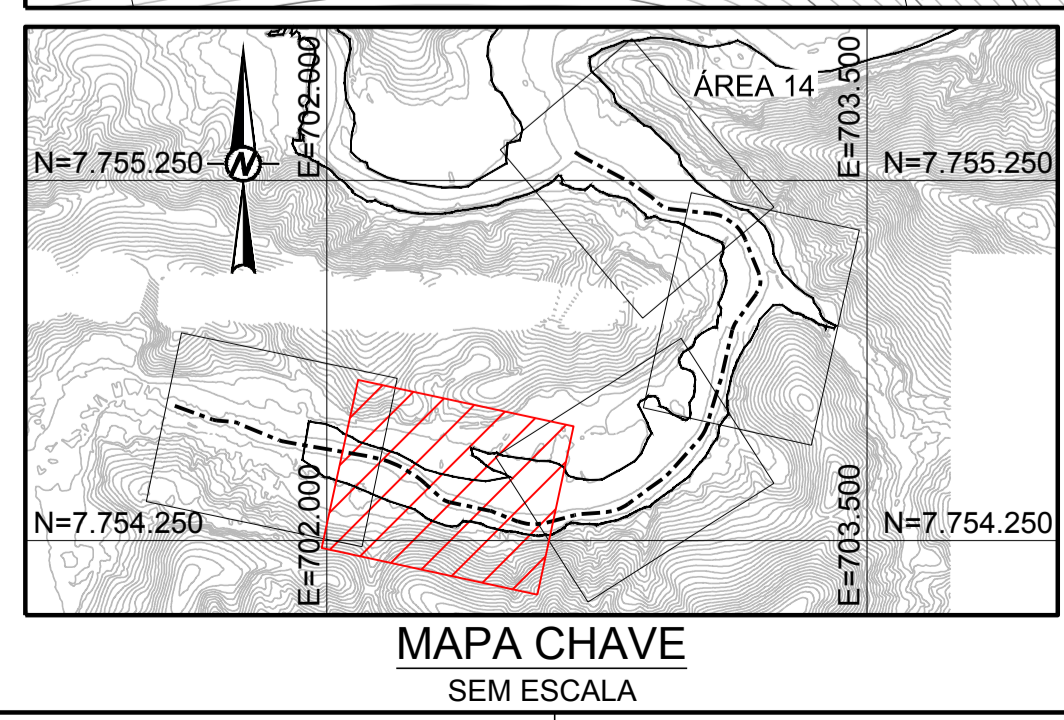 E=702.000
E=703.500
ÁREA 14
N=7.755.250
N
N=7.755.250
E=702.000
E=703.500
N=7.754.250
N=7.754.250
MAPA CHAVE
SEM ESCALA